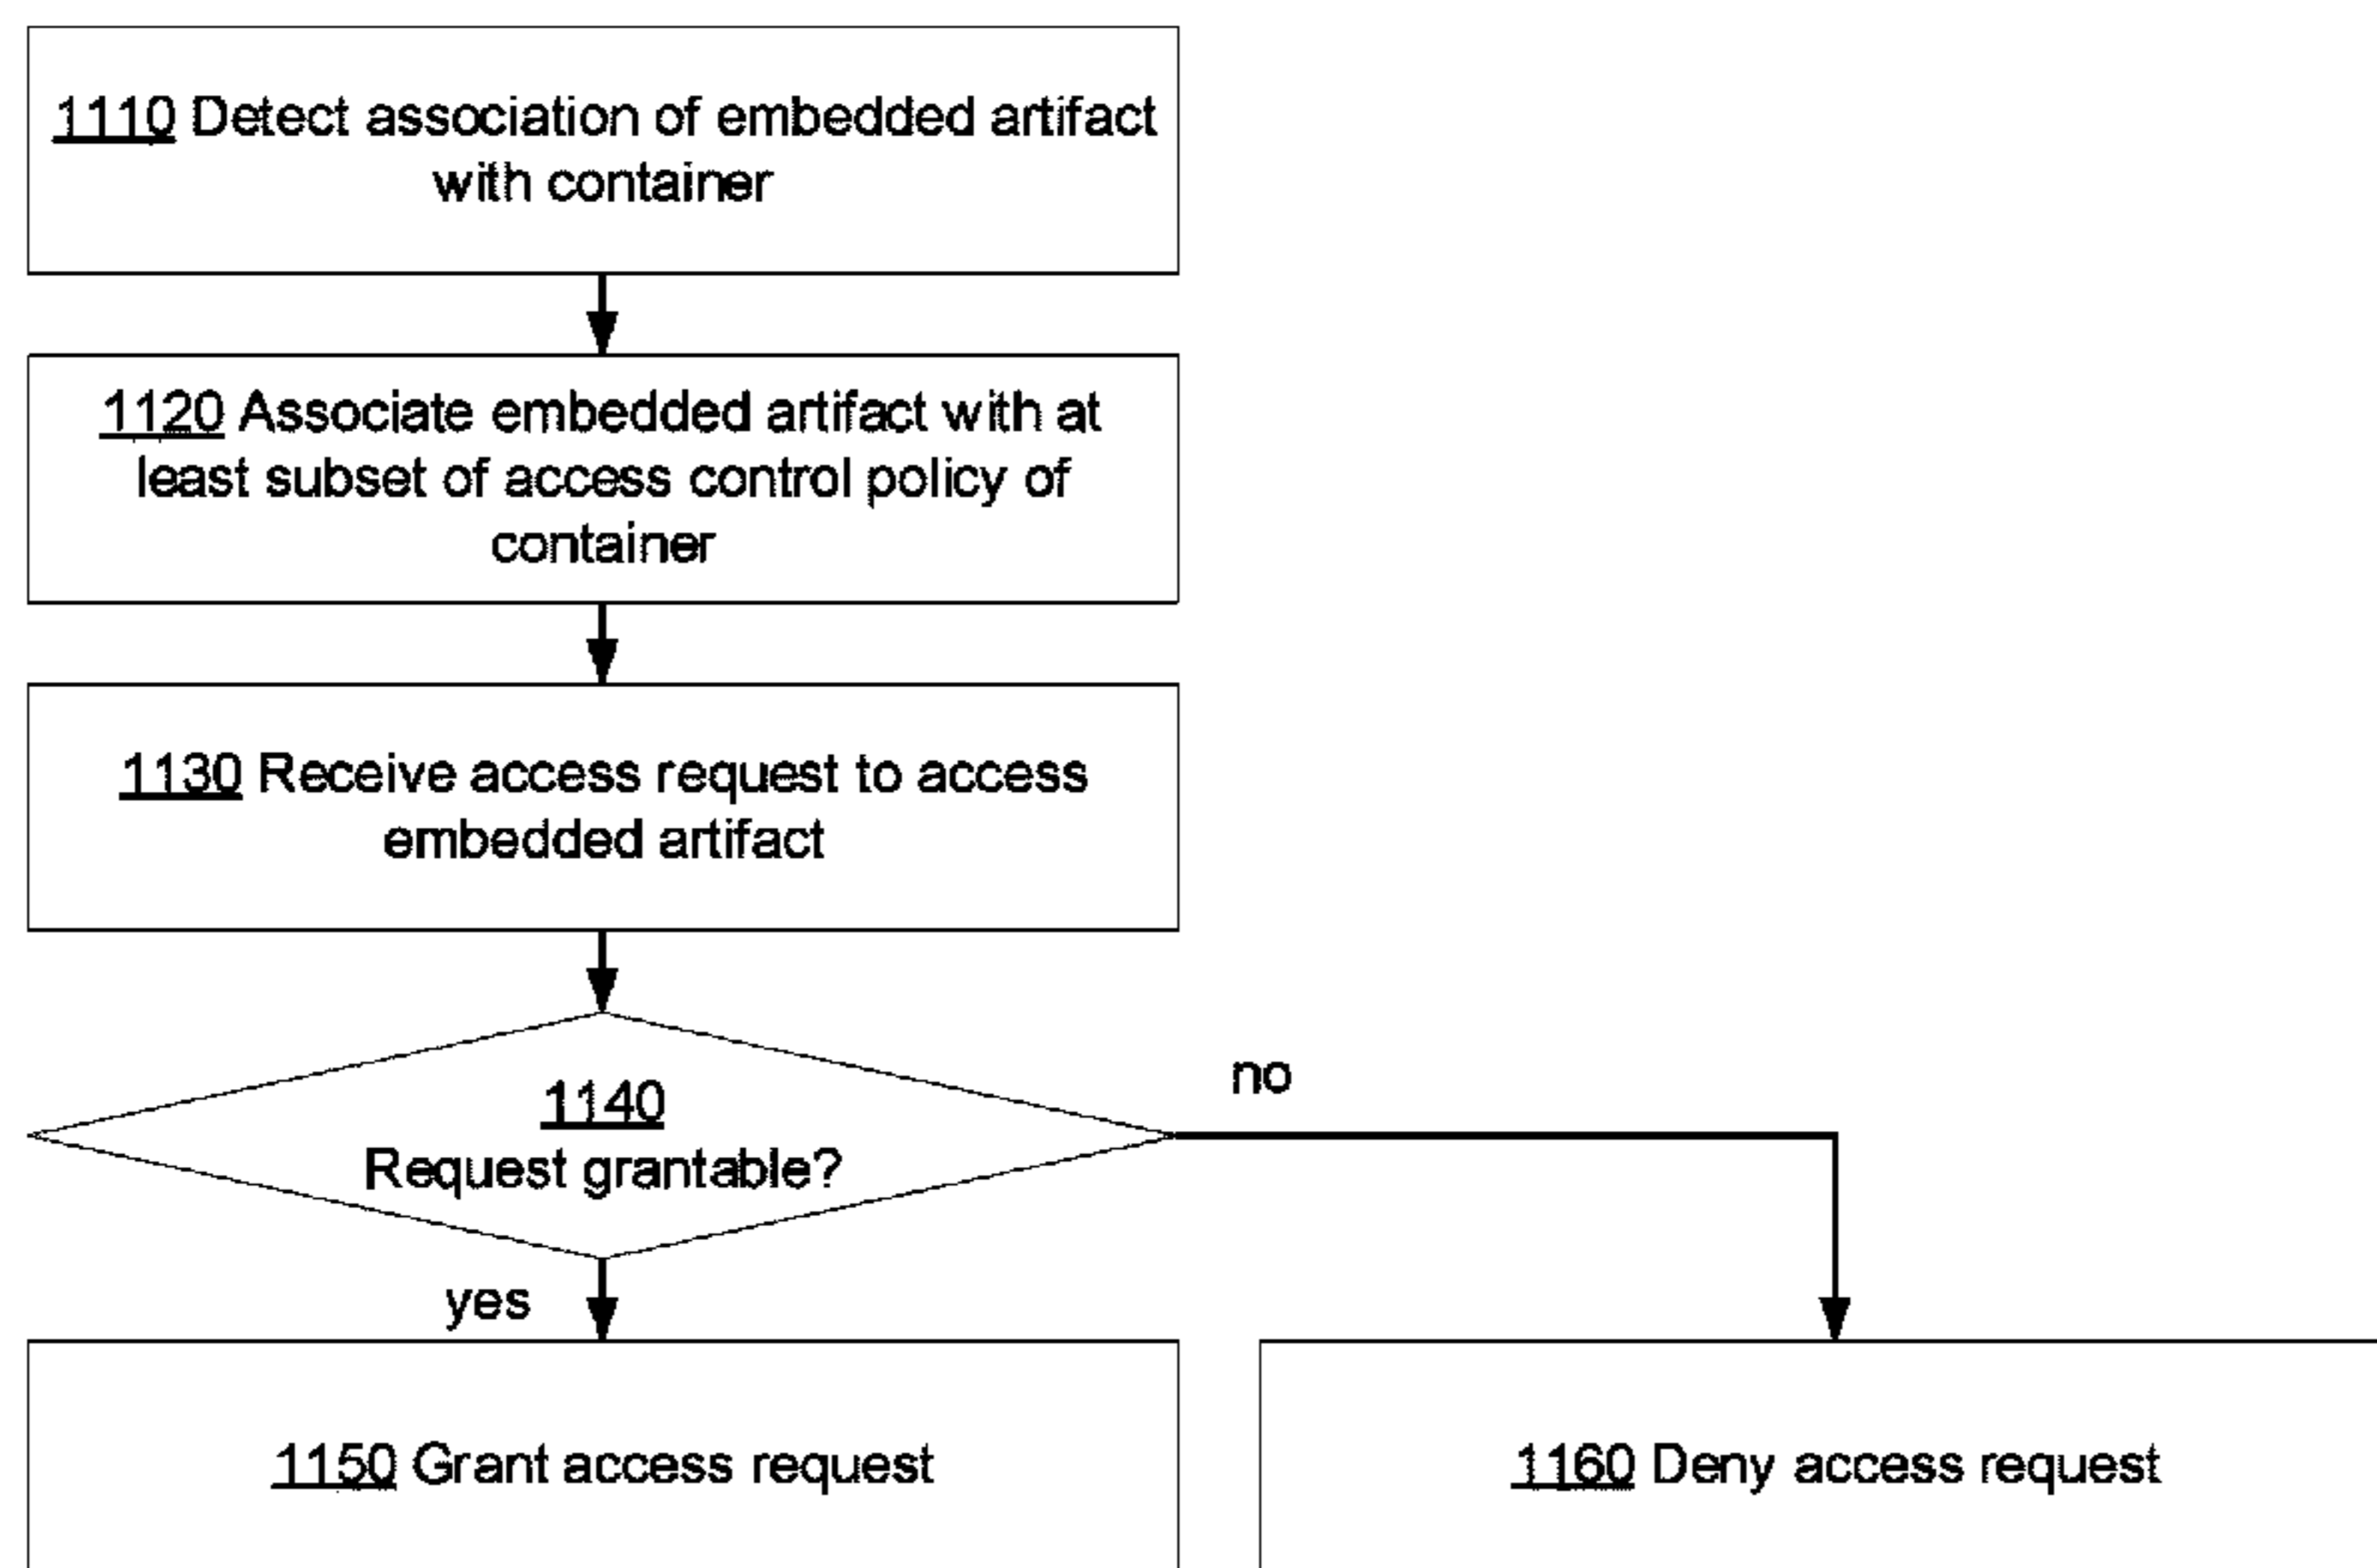 1110 Detect association of embedded artifact
with container
1120 Associate embedded artifact with at
least subset of access control policy of
container
1130 Receive access request to access
embedded artifact
1140
Request grantable?
no
yes
1150 Grant access request
1160 Deny access request